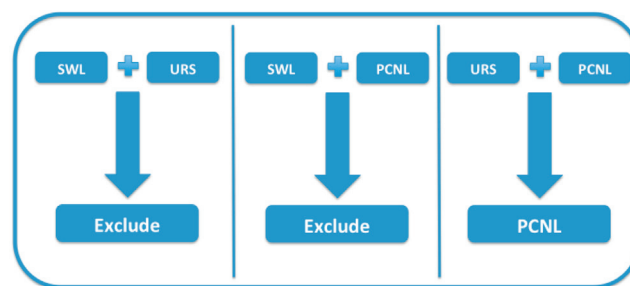 SWL + URS
SWL + PCNL
URS + PCNL
Exclude
Exclude
PCNL